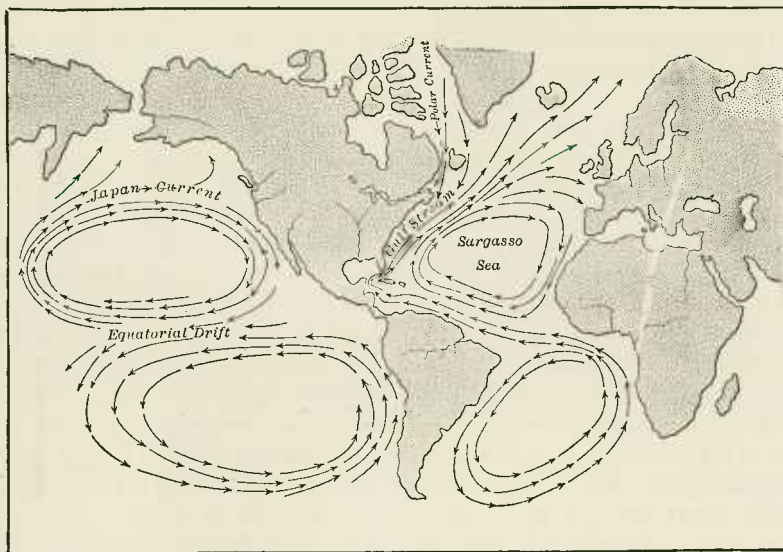 Polar Current
Japan Current
Gulf Stream
Sargasso
Sea
Equatorial Drift